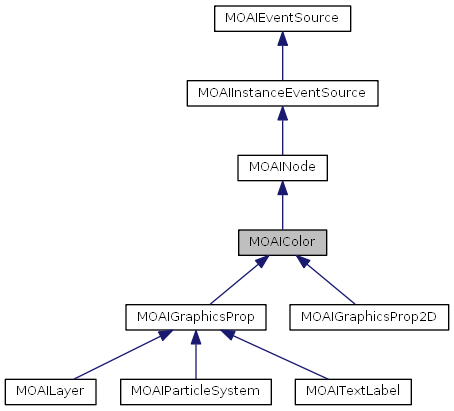 MOAIEventSource
MOAIInstanceEventSource
MOAINode
MOAIColor
MOAIGraphicsProp
MOAIGraphicsProp2D
MOAILayer
MOAIParticleSystem
MOAITextLabel